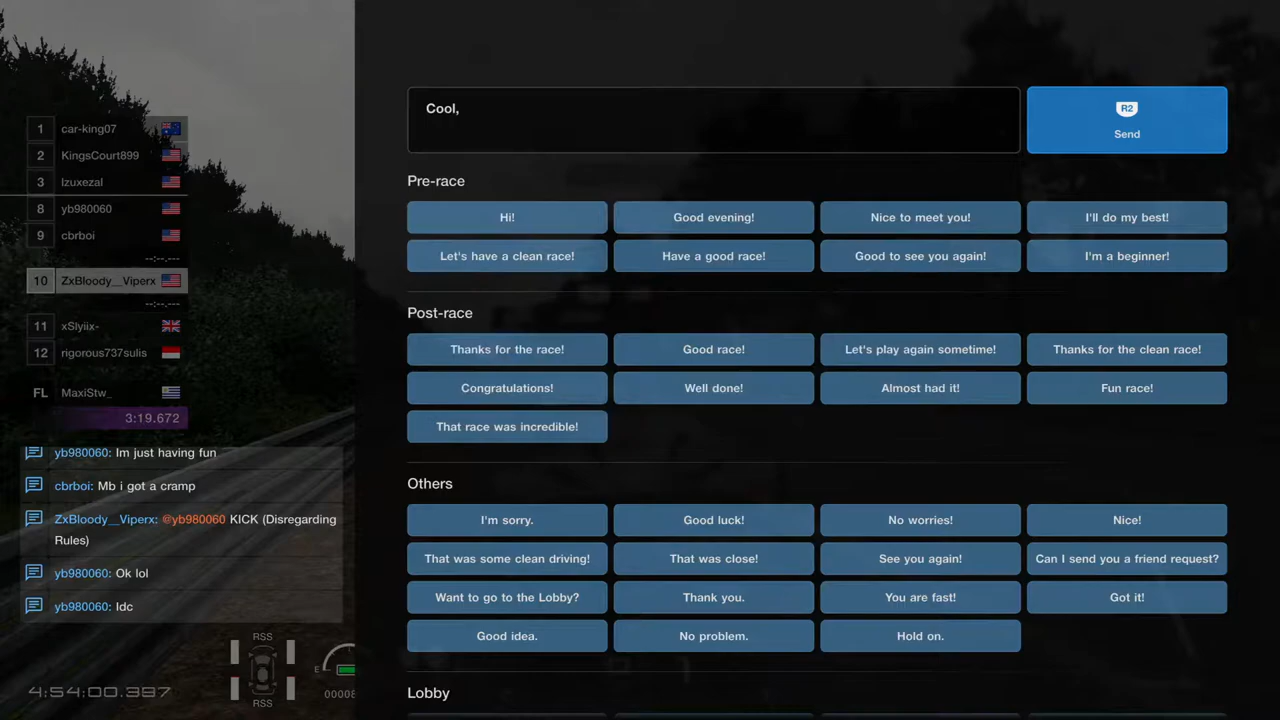 Cool,
R2
Send
1 car-king07
2 KingsCourt899
3 lzuxezal
8 yb980060
9 cbrboi
--:--.---
10 ZxBloody__Viperx
--:--.---
11 xSlyiix-
12 rigorous737sulis
FL MaxiStw_
3:19.672
yb980060: Im just having fun
cbrboi: Mb i got a cramp
ZxBloody__Viperx: @yb980060 KICK (Disregarding
Rules)
yb980060: Ok lol
yb980060: Idc
RSS
E
00008
RSS
4:54:00.397
Pre-race
Hi! Good evening! Nice to meet you! I'll do my best!
Let's have a clean race! Have a good race! Good to see you again! I'm a beginner!
Post-race
Thanks for the race! Good race! Let's play again sometime! Thanks for the clean race!
Congratulations! Well done! Almost had it! Fun race!
That race was incredible!
Others
I'm sorry. Good luck! No worries! Nice!
That was some clean driving! That was close! See you again! Can I send you a friend request?
Want to go to the Lobby? Thank you. You are fast! Got it!
Good idea. No problem. Hold on.
Lobby